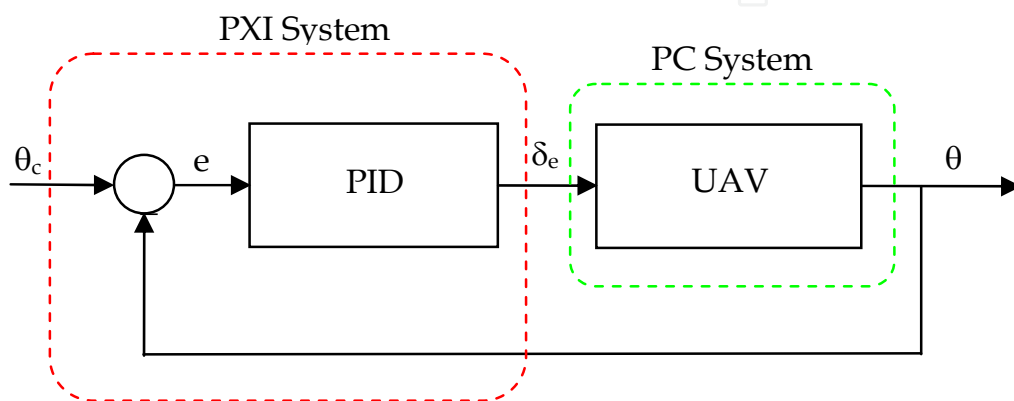 PXI System
PC System
θc
e
PID
δe
UAV
θ
-